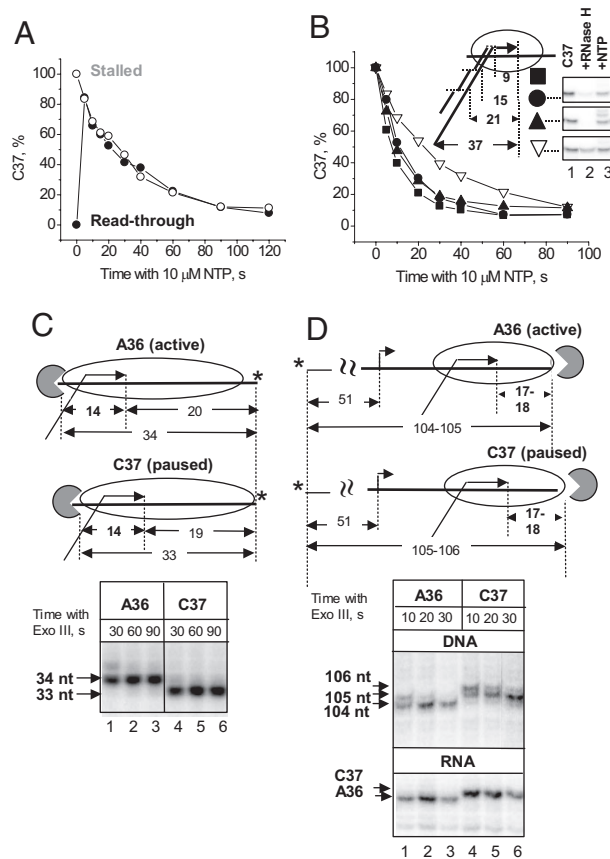 A
C37, %
100
80
60
40
20
0
Stalled
Read-through
0 20 40 60 80 100 120
Time with 10 μM NTP, s
B
C37, %
100
80
60
40
20
0
0 20 40 60 80 100
Time with 10 μM NTP, s
9
15
21
37
C37
+RNase H
+NTP
1 2 3
C
A36 (active)
*
14
20
34
C37 (paused)
*
14
19
33
Time with
Exo III, s
A36 C37
30 60 90 30 60 90
34 nt
33 nt
1 2 3 4 5 6
D
A36 (active)
*
51
17-
18
104-105
C37 (paused)
*
51
17-
18
105-106
Time with
Exo III, s
A36 C37
10 20 30 10 20 30
DNA
106 nt
105 nt
104 nt
RNA
C37
A36
1 2 3 4 5 6